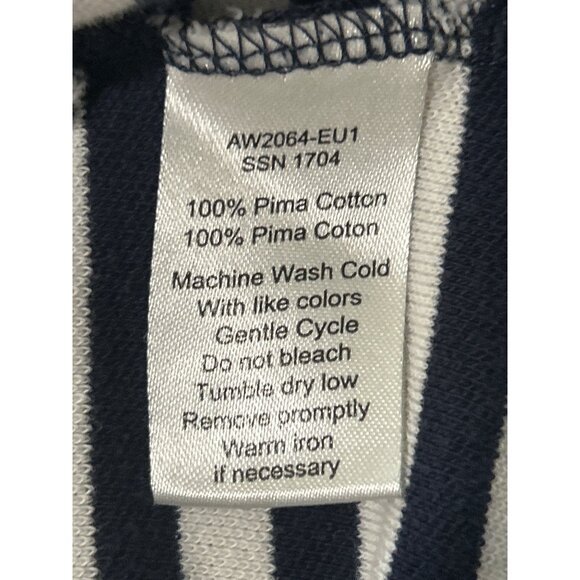 AW2064-EU1
SSN 1704
100% Pima Cotton
100% Pima Coton
Machine Wash Cold
With like colors
Gentle Cycle
Do not bleach
Tumble dry low
Remove promptly
Warm iron
if necessary